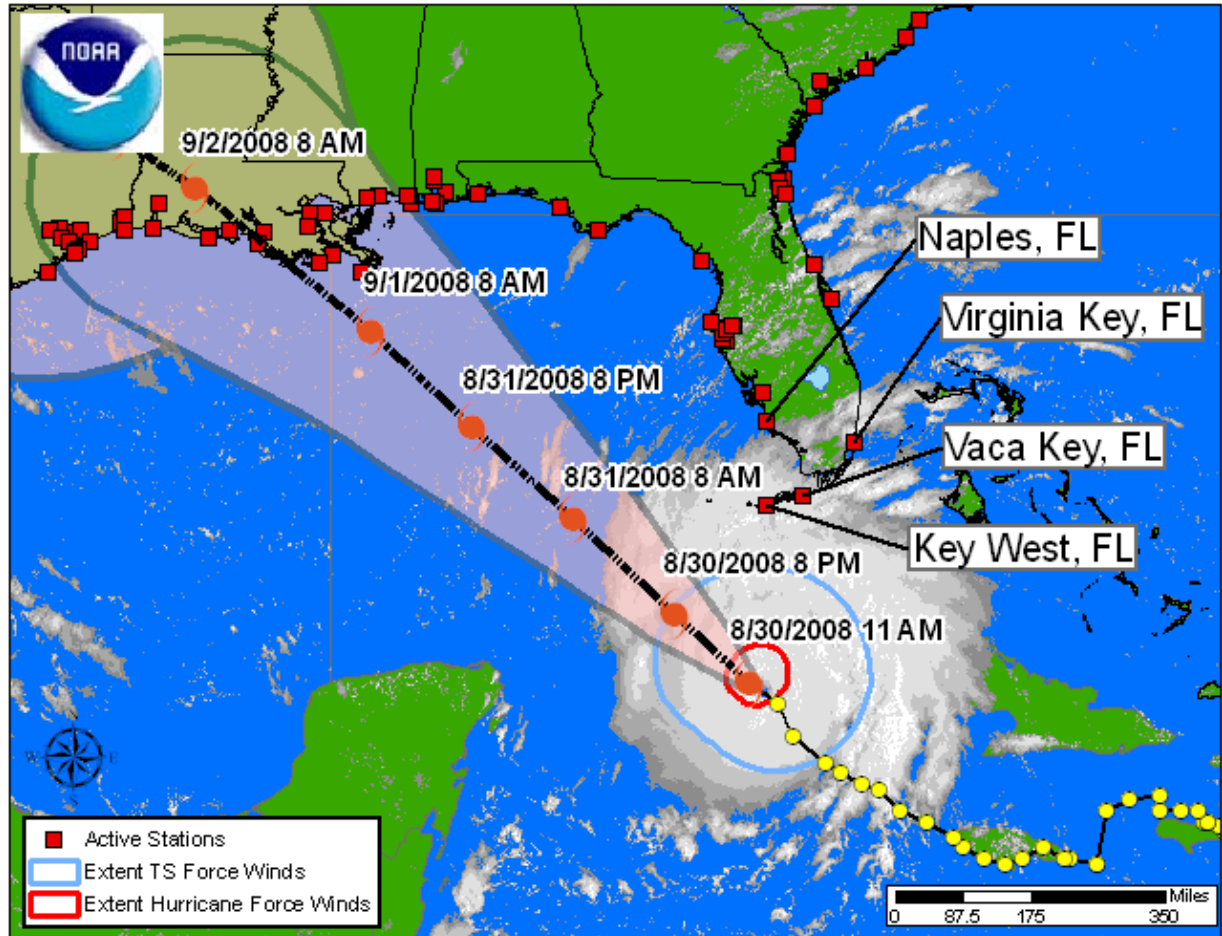 NOAA
9/2/2008 8 AM
9/1/2008 8 AM
8/31/2008 8 PM
8/31/2008 8 AM
8/30/2008 8 PM
8/30/2008 11 AM
Naples, FL
Virginia Key, FL
Vaca Key, FL
Key West, FL
W E
S
Active Stations
Extent TS Force Winds
Extent Hurricane Force Winds
Miles
0 87.5 175 350